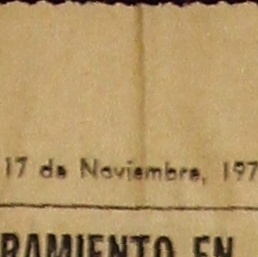 17 de Noviembre, 197
RAMIENTO EN